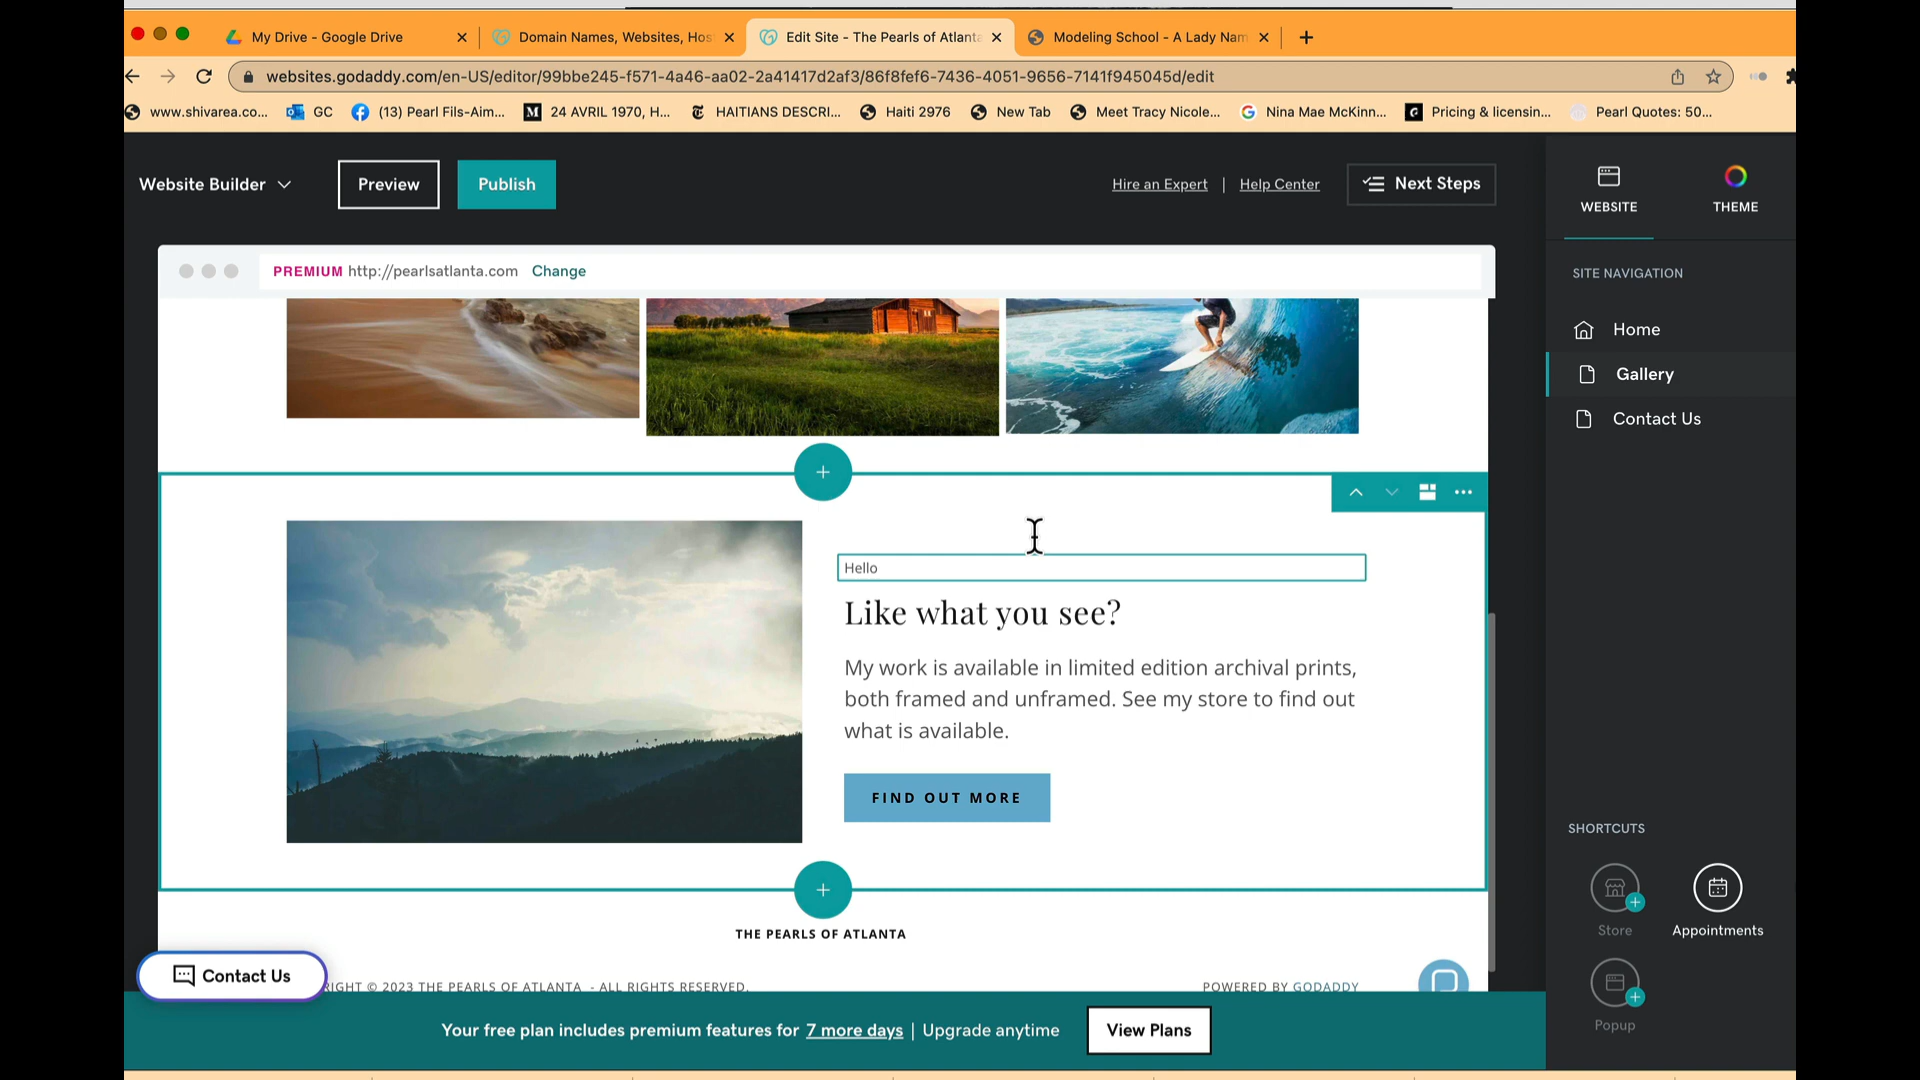 My Drive - Google Drive
Domain Names, Websites, Hos
Edit Site - The Pearls of Atlanta
Modeling School - A Lady Nam
websites.godaddy.com/en-US/editor/99bbe245-f571-4a46-aa02-2a41417d2af3/86f8fef6-7436-4051-9656-7141f945045d/edit
www.shivarea.co...
GC
(13) Pearl Fils-Aim...
24 AVRIL 1970, H...
HAITIANS DESCRI...
Haiti 2976
New Tab
Meet Tracy Nicole...
Nina Mae McKinn...
Pricing & licensin...
Pearl Quotes: 50...
Website Builder
Preview
Publish
Hire an Expert | Help Center
Next Steps
WEBSITE
THEME
PREMIUM http://pearlsatlanta.com Change
SITE NAVIGATION
Home
Gallery
Contact Us
Hello
Like what you see?
My work is available in limited edition archival prints,
both framed and unframed. See my store to find out
what is available.
FIND OUT MORE
SHORTCUTS
Store
Appointments
Popup
THE PEARLS OF ATLANTA
Contact Us
RIGHT © 2023 THE PEARLS OF ATLANTA - ALL RIGHTS RESERVED.
POWERED BY GODADDY
Your free plan includes premium features for 7 more days | Upgrade anytime
View Plans